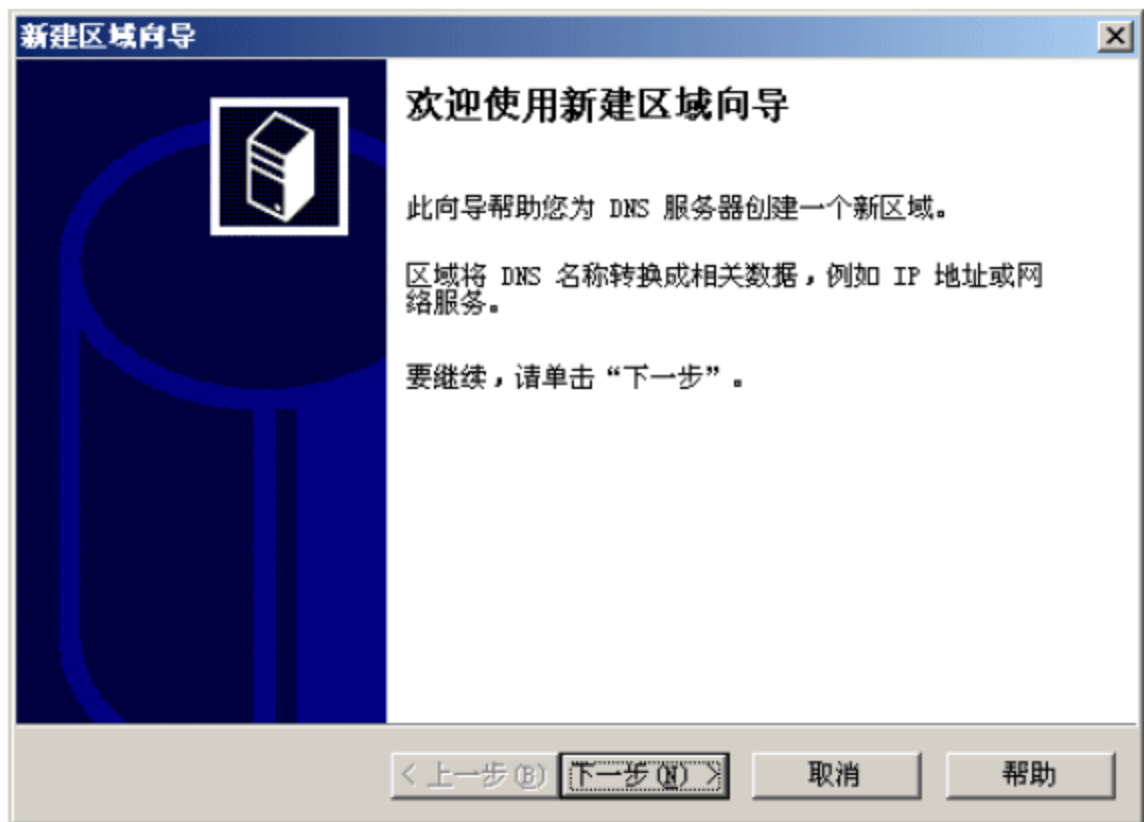 新建区域向导
欢迎使用新建区域向导
此向导帮助您为 DNS 服务器创建一个新区域。
区域将 DNS 名称转换成相关数据，例如 IP 地址或网
络服务。
要继续，请单击“下一步”。
< 上一步(B) 下一步(N) > 取消 帮助